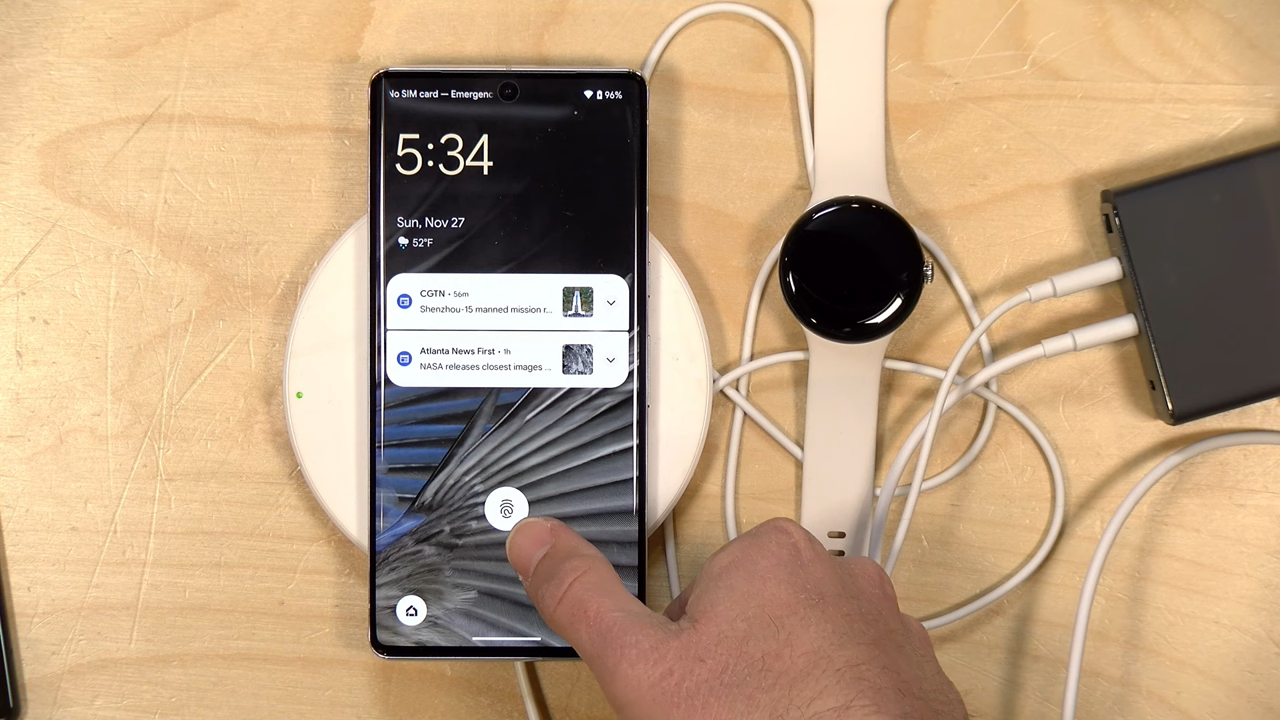 No SIM card — Emergenc
96%
5:34
Sun, Nov 27
52°F
CGTN • 56m
Shenzhou-15 manned mission r...
Atlanta News First • 1h
NASA releases closest images ...